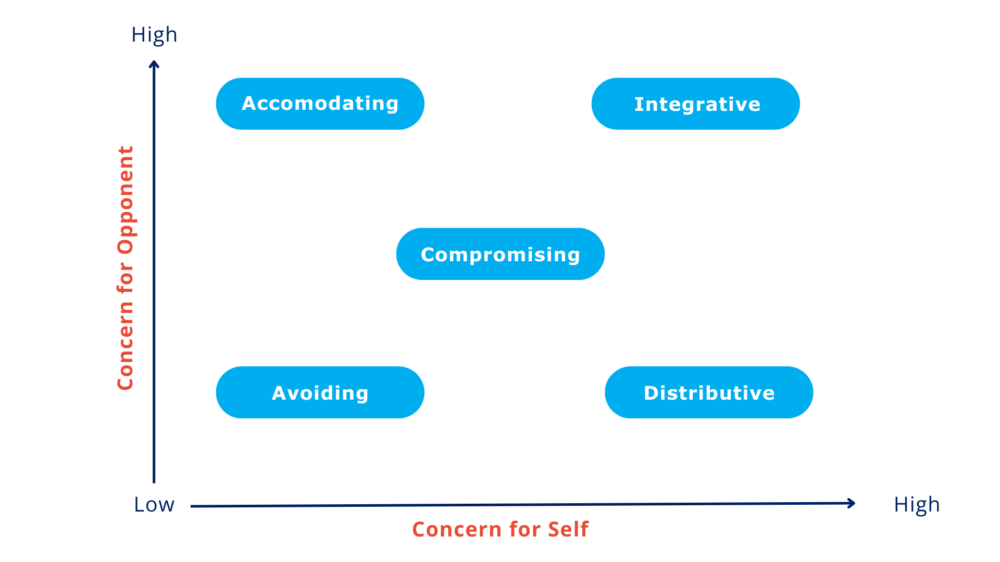 High
Accomodating
Integrative
Concern for Opponent
Compromising
Avoiding
Distributive
Low
High
Concern for Self